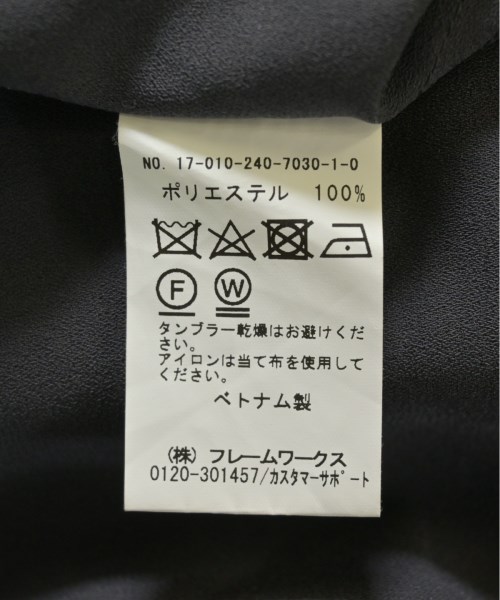 NO. 17-010-240-7030-1-0
ポリエステル 100%
F W
タンブラー乾燥はお避けくだ
さい。
アイロンは当て布を使用して
ください。
ベトナム製
(株) フレームワークス
0120-301457/カスタマーサポート